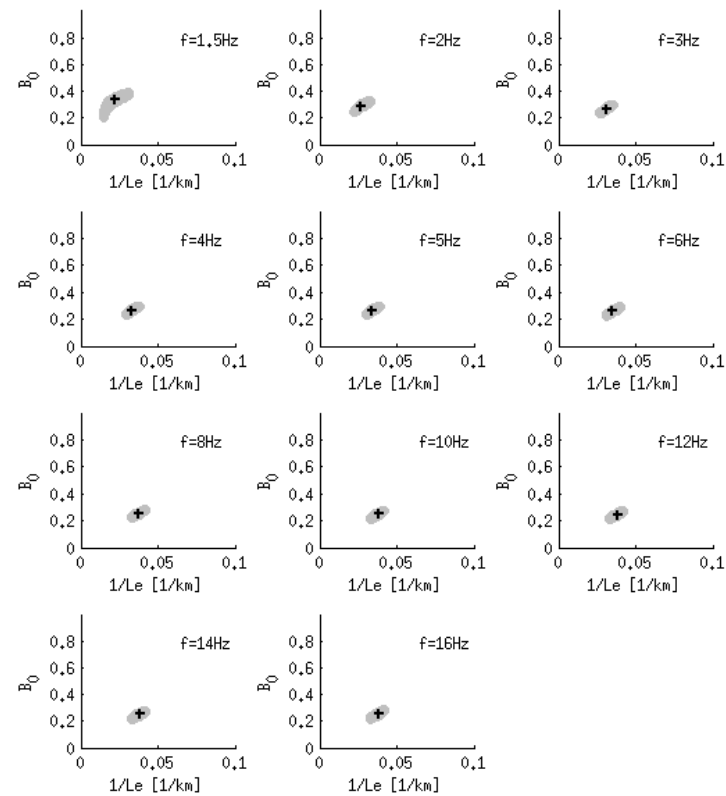 0.8 f=1.5Hz 0.8 f=2Hz 0.8 f=3Hz
0.6 0.6 0.6
B0 0.4 B0 0.4 B0 0.4
0.2 0.2 0.2
0 0 0
0 0.05 0.1 0 0.05 0.1 0 0.05 0.1
1/Le [1/km] 1/Le [1/km] 1/Le [1/km]
0.8 f=4Hz 0.8 f=5Hz 0.8 f=6Hz
0.6 0.6 0.6
B0 0.4 B0 0.4 B0 0.4
0.2 0.2 0.2
0 0 0
0 0.05 0.1 0 0.05 0.1 0 0.05 0.1
1/Le [1/km] 1/Le [1/km] 1/Le [1/km]
0.8 f=8Hz 0.8 f=10Hz 0.8 f=12Hz
0.6 0.6 0.6
B0 0.4 B0 0.4 B0 0.4
0.2 0.2 0.2
0 0 0
0 0.05 0.1 0 0.05 0.1 0 0.05 0.1
1/Le [1/km] 1/Le [1/km] 1/Le [1/km]
0.8 f=14Hz 0.8 f=16Hz
0.6 0.6
B0 0.4 B0 0.4
0.2 0.2
0 0
0 0.05 0.1 0 0.05 0.1
1/Le [1/km] 1/Le [1/km]